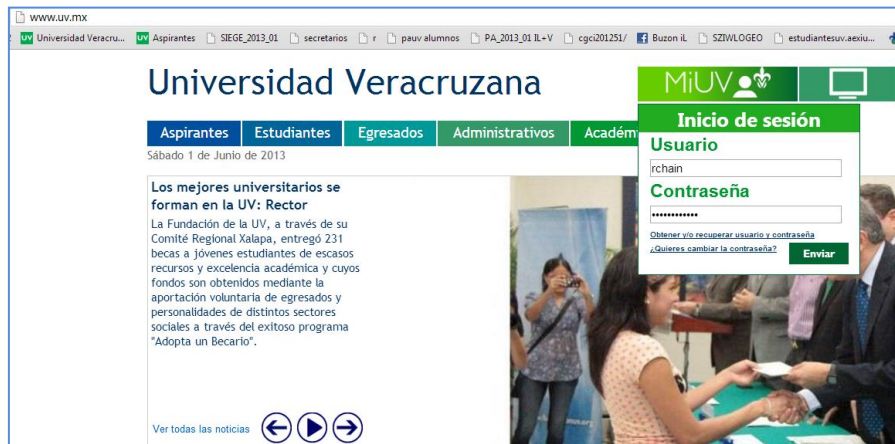 www.uv.mx
Universidad Veracru... Aspirantes SIEGE_2013_01 secretarios r pauv alumnos PA_2013_01 IL+V cgci201251/ Buzon iL SZIWLOGEO estudiantesuv.aexiu...
Universidad Veracruzana
MiUV
Aspirantes Estudiantes Egresados Administrativos Académ
Inicio de sesión
Usuario
rchain
Contraseña
••••••••••••
Obtener y/o recuperar usuario y contraseña
¿Quieres cambiar la contraseña?
Enviar
Sábado 1 de Junio de 2013
Los mejores universitarios se
forman en la UV: Rector
La Fundación de la UV, a través de su
Comité Regional Xalapa, entregó 231
becas a jóvenes estudiantes de escasos
recursos y excelencia académica y cuyos
fondos son obtenidos mediante la
aportación voluntaria de egresados y
personalidades de distintos sectores
sociales a través del exitoso programa
"Adopta un Becario".
Ver todas las noticias